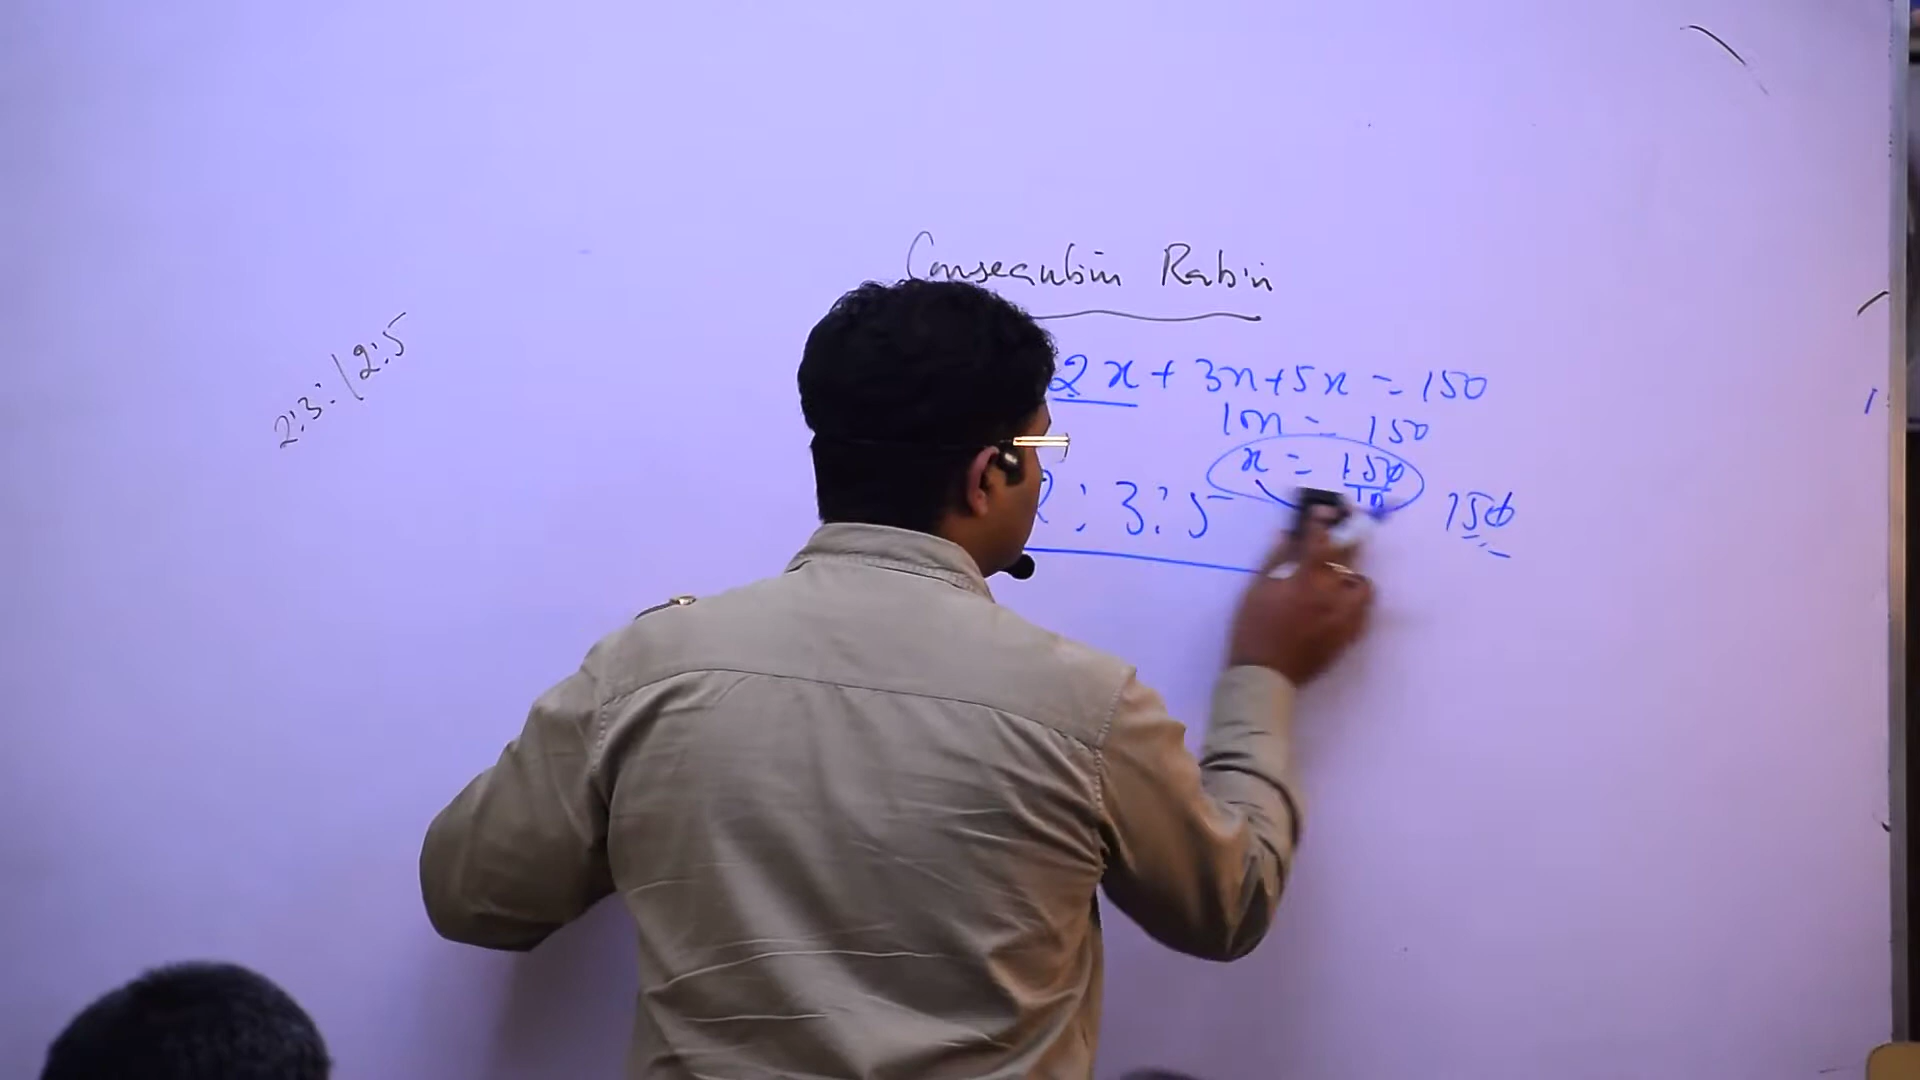 Consecutive Ratio
2x + 3x + 5x = 150
10x = 150
x = 150/10
2 : 3 : 5
150
2:3:/2:5